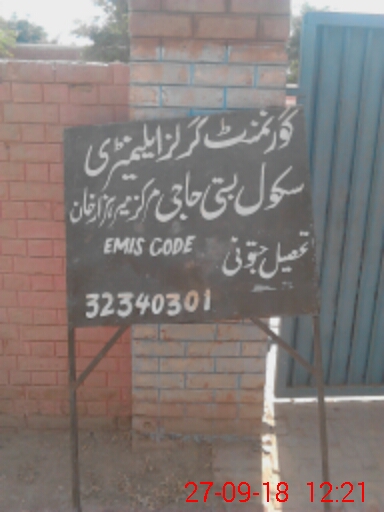 گورنمنٹ گرلز ایلیمنٹری
سکول بستی حاجی مرکز میر ہزار خان
تحصیل جتوئی
EMIS CODE
32340301
27-09-18 12:21